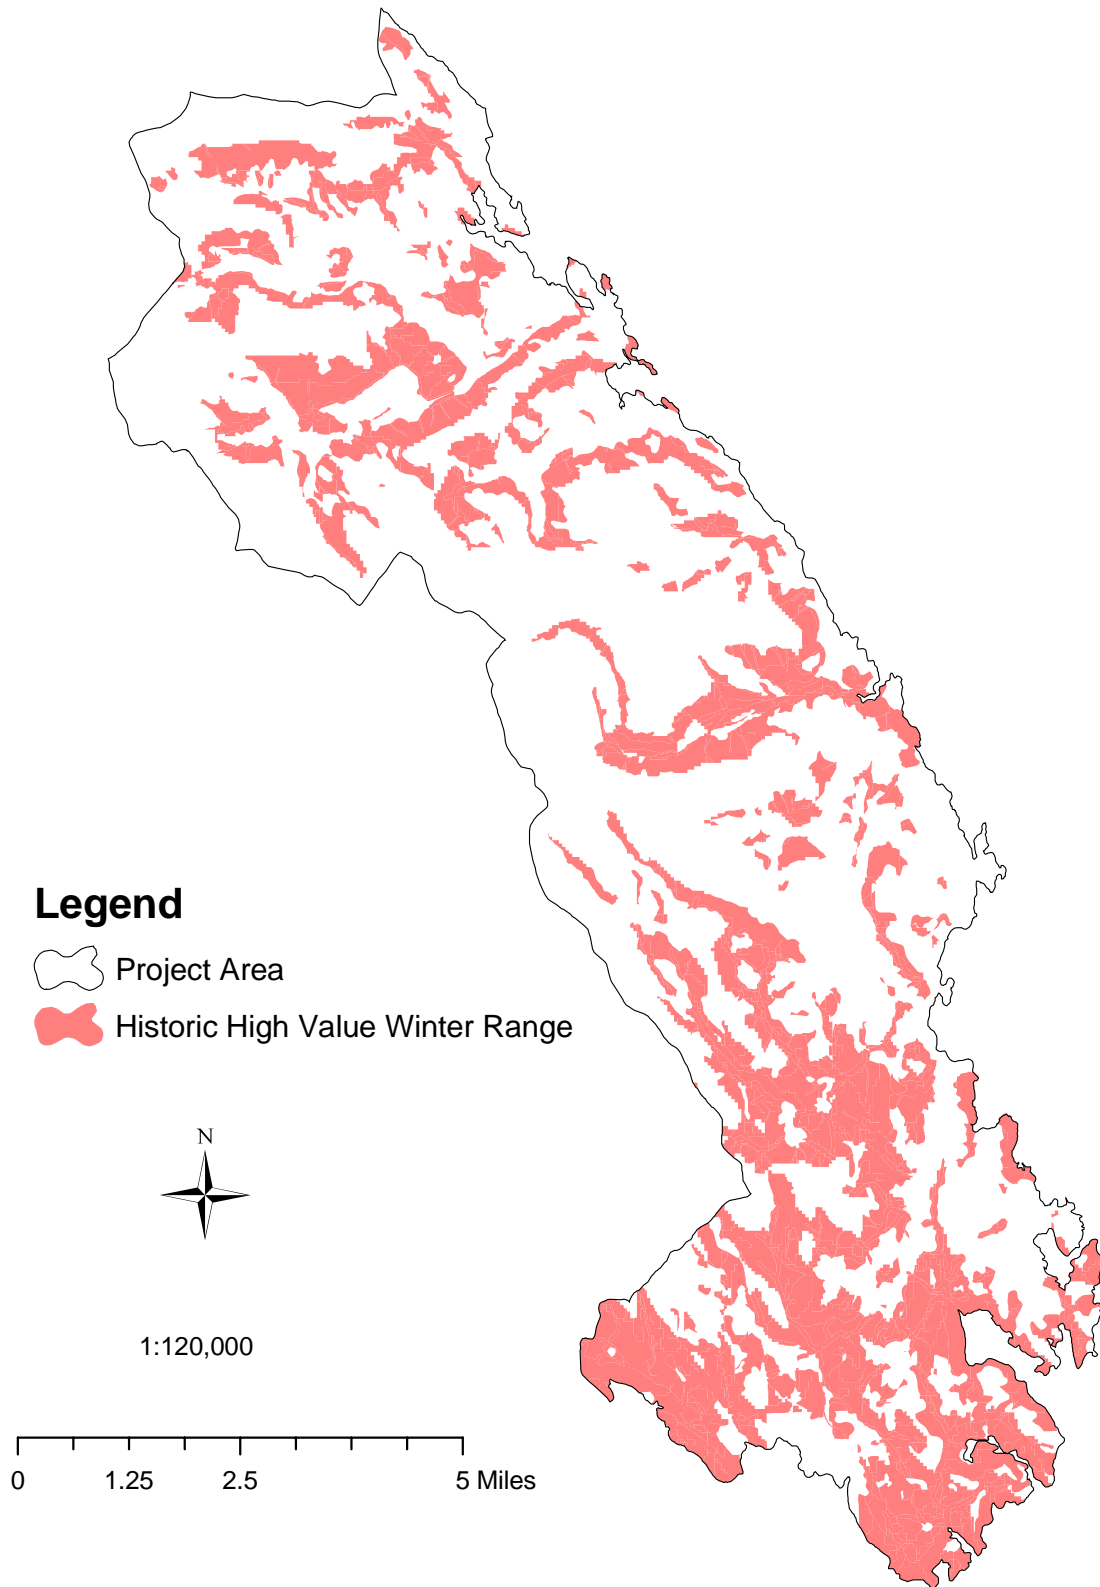 Legend
Project Area
Historic High Value Winter Range
N
1:120,000
0 1.25 2.5 5 Miles